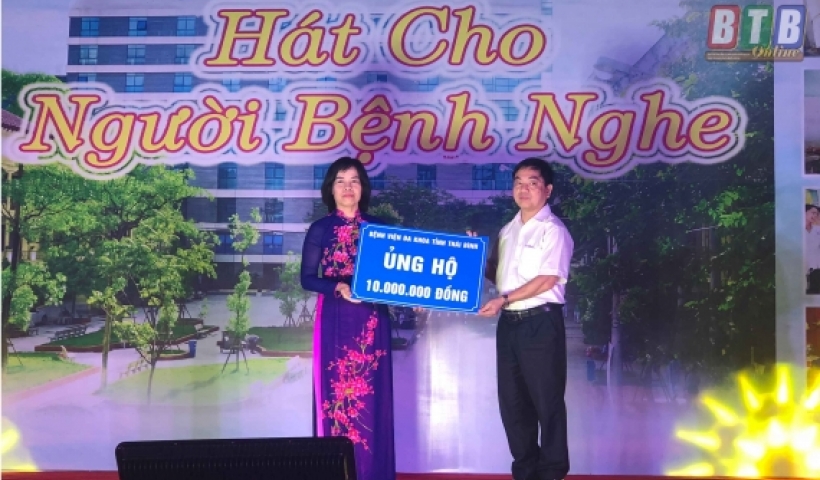 Hát Cho
Người Bệnh Nghe
BTB
Online
BỆNH VIỆN ĐA KHOA TỈNH THÁI BÌNH
ỦNG HỘ
10.000.000 ĐỒNG